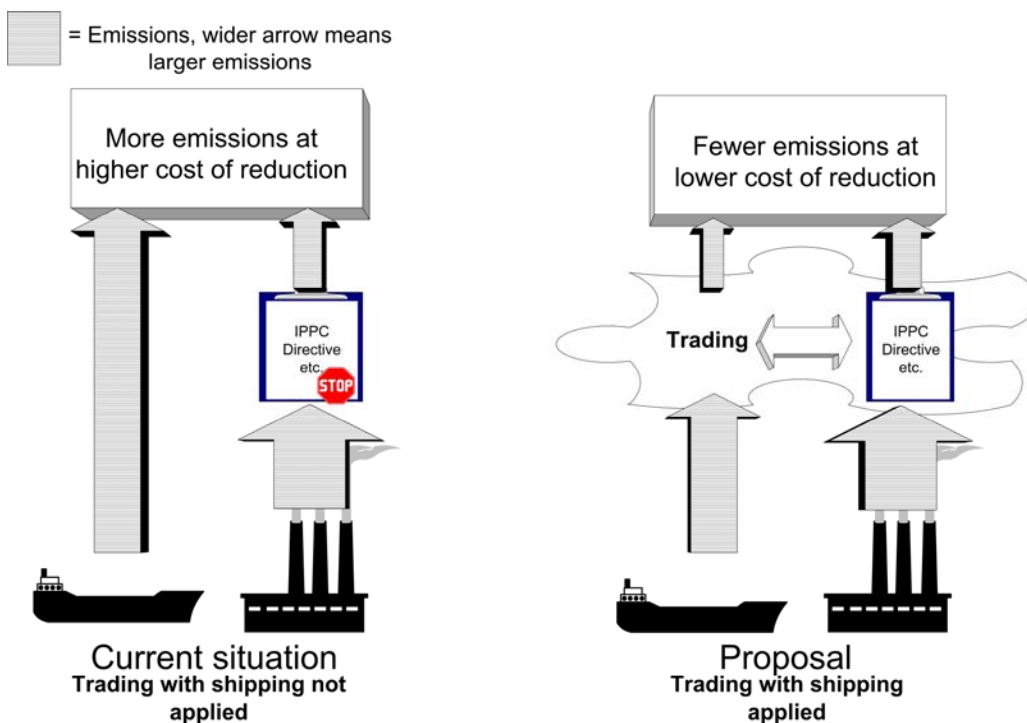 = Emissions, wider arrow means
larger emissions
More emissions at
higher cost of reduction
IPPC
Directive
etc.
STOP
Current situation
Trading with shipping not
applied
Fewer emissions at
lower cost of reduction
Trading
IPPC
Directive
etc.
Proposal
Trading with shipping
applied